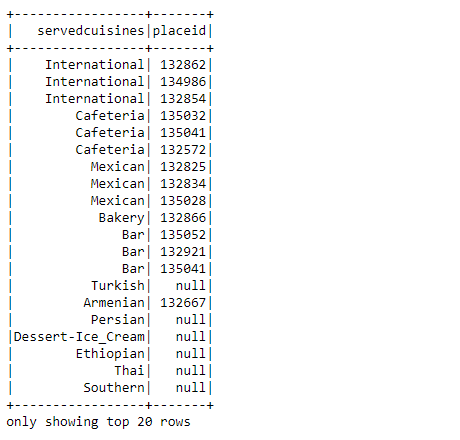 +-----------------+-------+
|   servedcuisines|placeid|
+-----------------+-------+
|    International| 132862|
|    International| 134986|
|    International| 132854|
|        Cafeteria| 135032|
|        Cafeteria| 135041|
|        Cafeteria| 132572|
|          Mexican| 132825|
|          Mexican| 132834|
|          Mexican| 135028|
|           Bakery| 132866|
|              Bar| 135052|
|              Bar| 132921|
|              Bar| 135041|
|          Turkish|   null|
|         Armenian| 132667|
|          Persian|   null|
|Dessert-Ice_Cream|   null|
|        Ethiopian|   null|
|             Thai|   null|
|         Southern|   null|
+-----------------+-------+
only showing top 20 rows